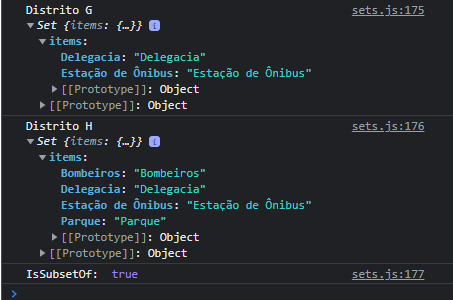 Distrito G sets.js:175
▼Set {items: {…}} i
▼items:
Delegacia: "Delegacia"
Estação de Ônibus: "Estação de Ônibus"
▶[[Prototype]]: Object
▶[[Prototype]]: Object
Distrito H sets.js:176
▼Set {items: {…}} i
▼items:
Bombeiros: "Bombeiros"
Delegacia: "Delegacia"
Estação de Ônibus: "Estação de Ônibus"
Parque: "Parque"
▶[[Prototype]]: Object
▶[[Prototype]]: Object
IsSubsetOf: true sets.js:177
>